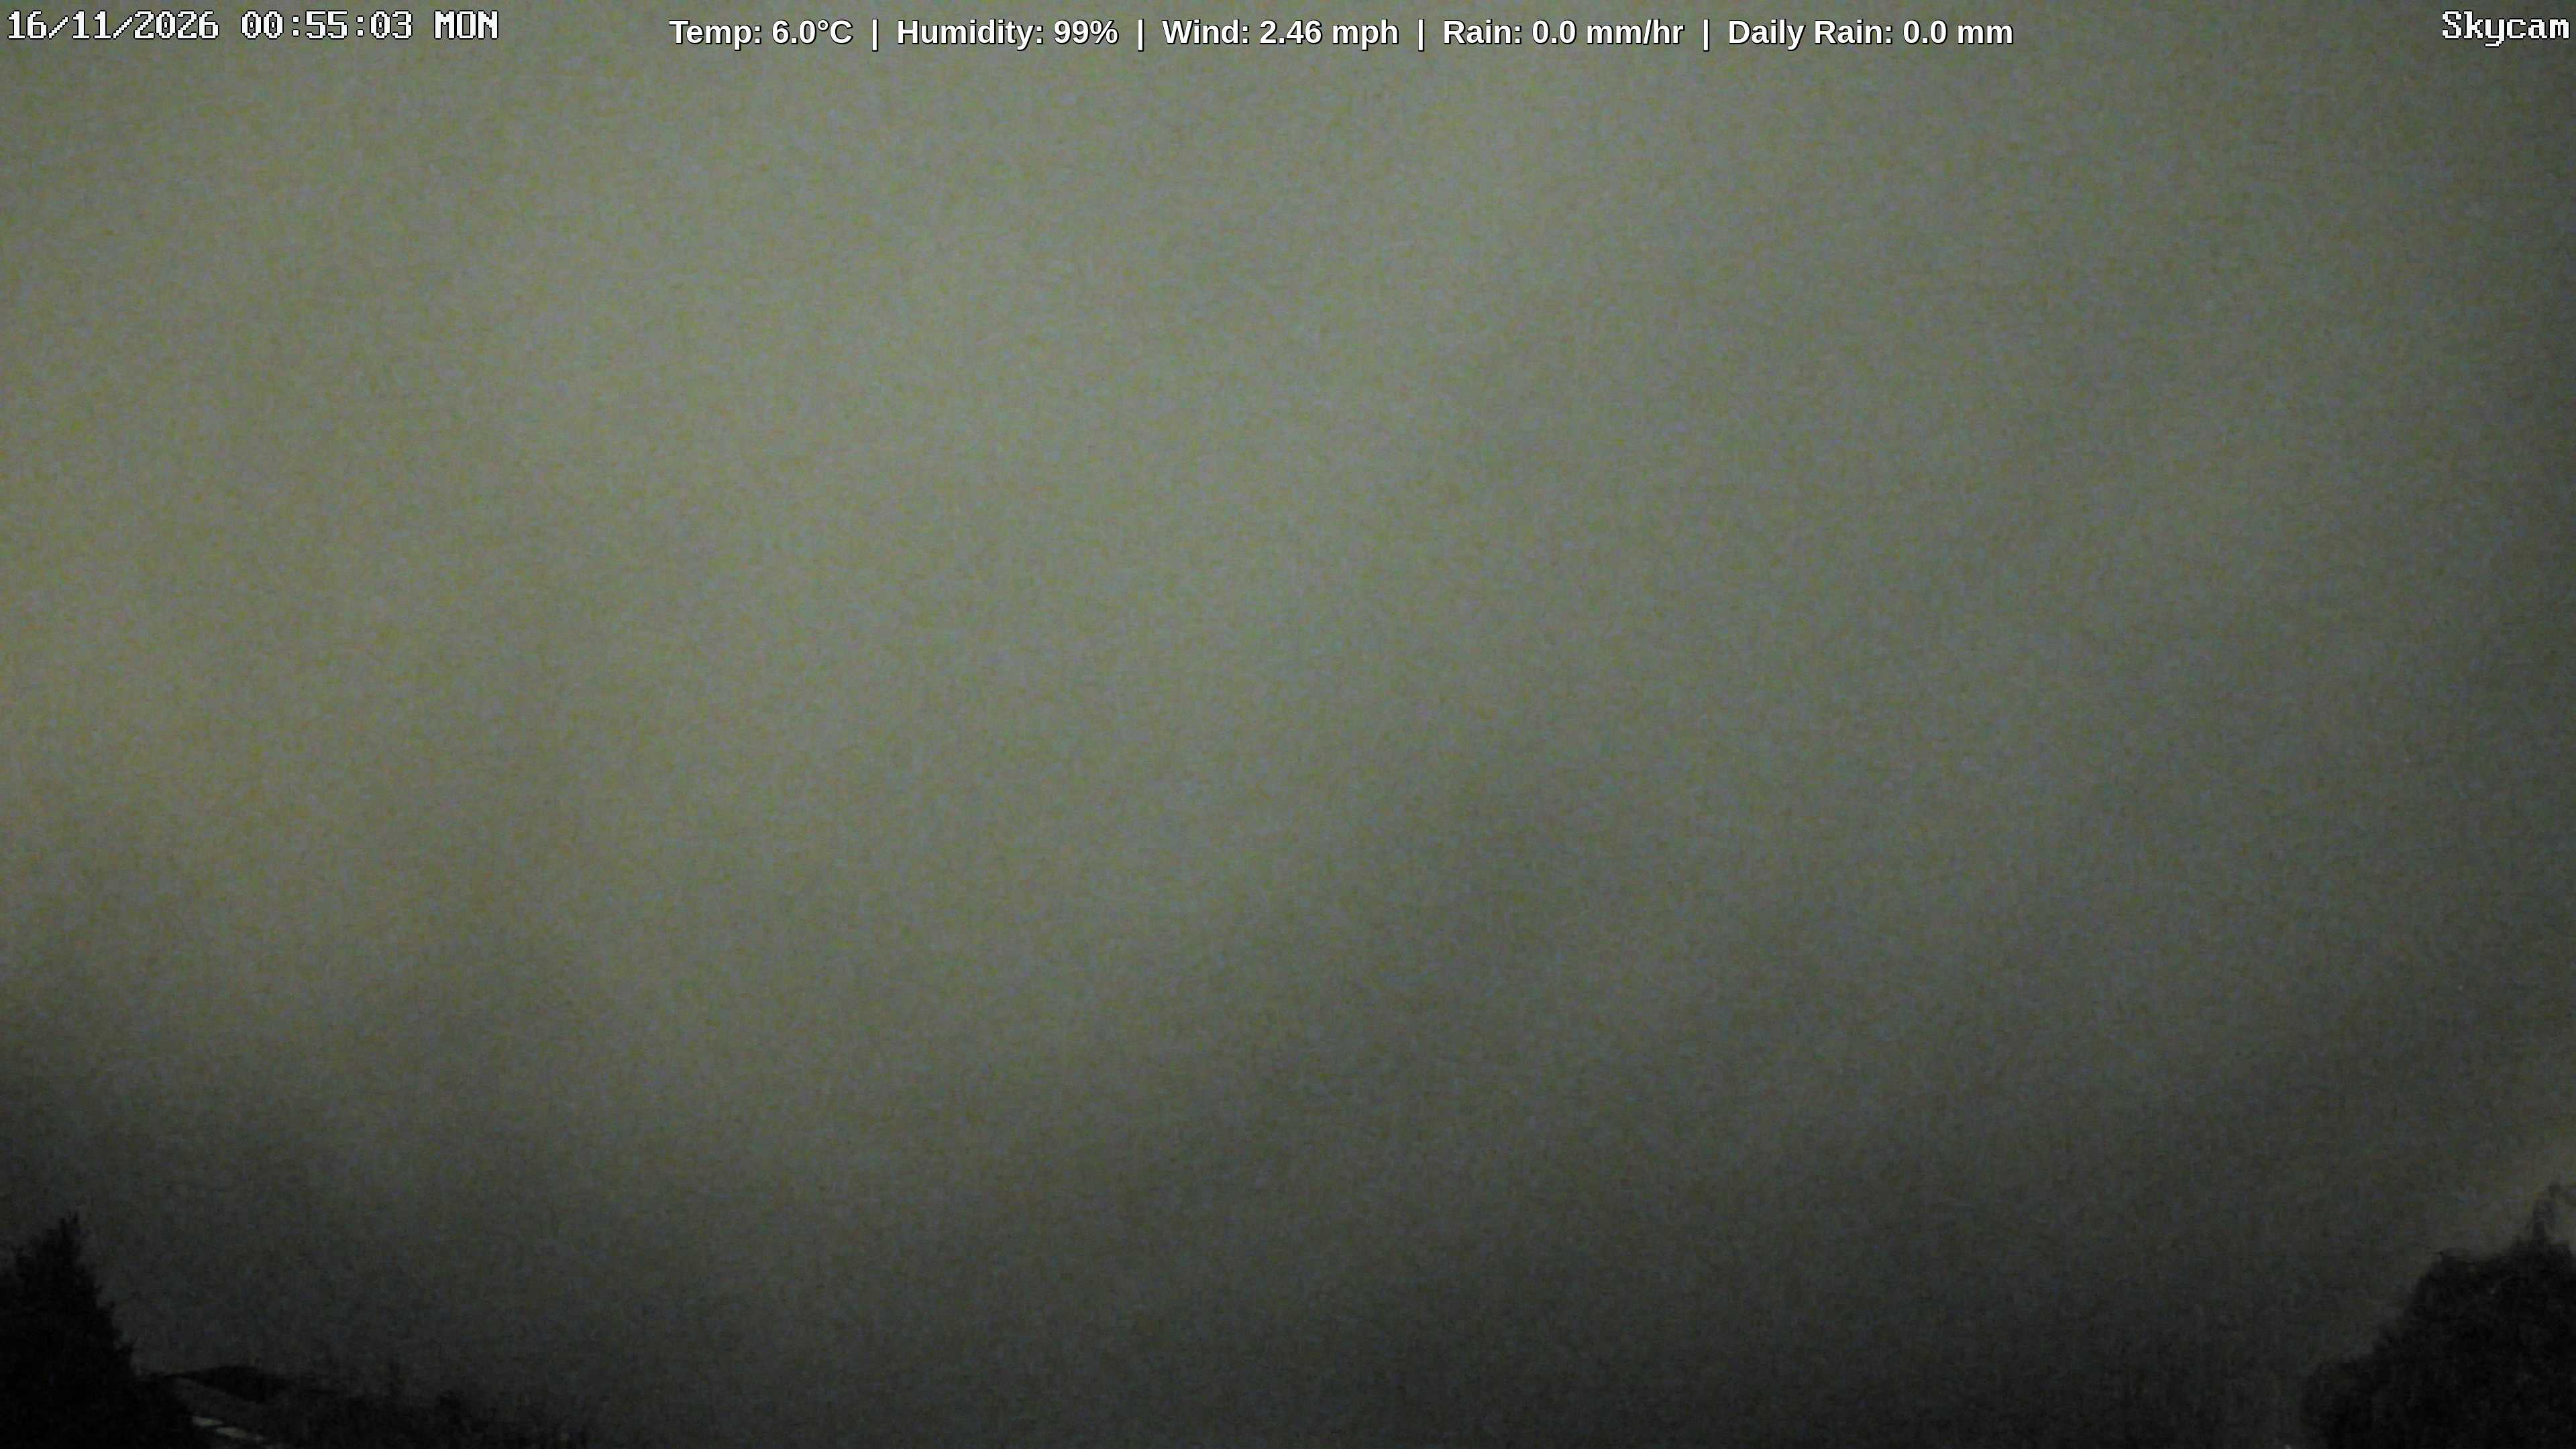 16/11/2026 00:55:03 MON
Temp: 6.0°C | Humidity: 99% | Wind: 2.46 mph | Rain: 0.0 mm/hr | Daily Rain: 0.0 mm
Skycam